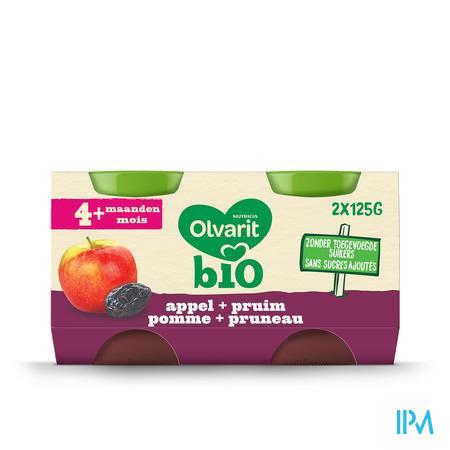 4+ maanden
mois
NUTRICIA
Olvarit
bio
2X125G
ZONDER TOEGEVOEGDE
SUIKERS
SANS SUCRES AJOUTÉS
appel + pruim
pomme + pruneau
IPM